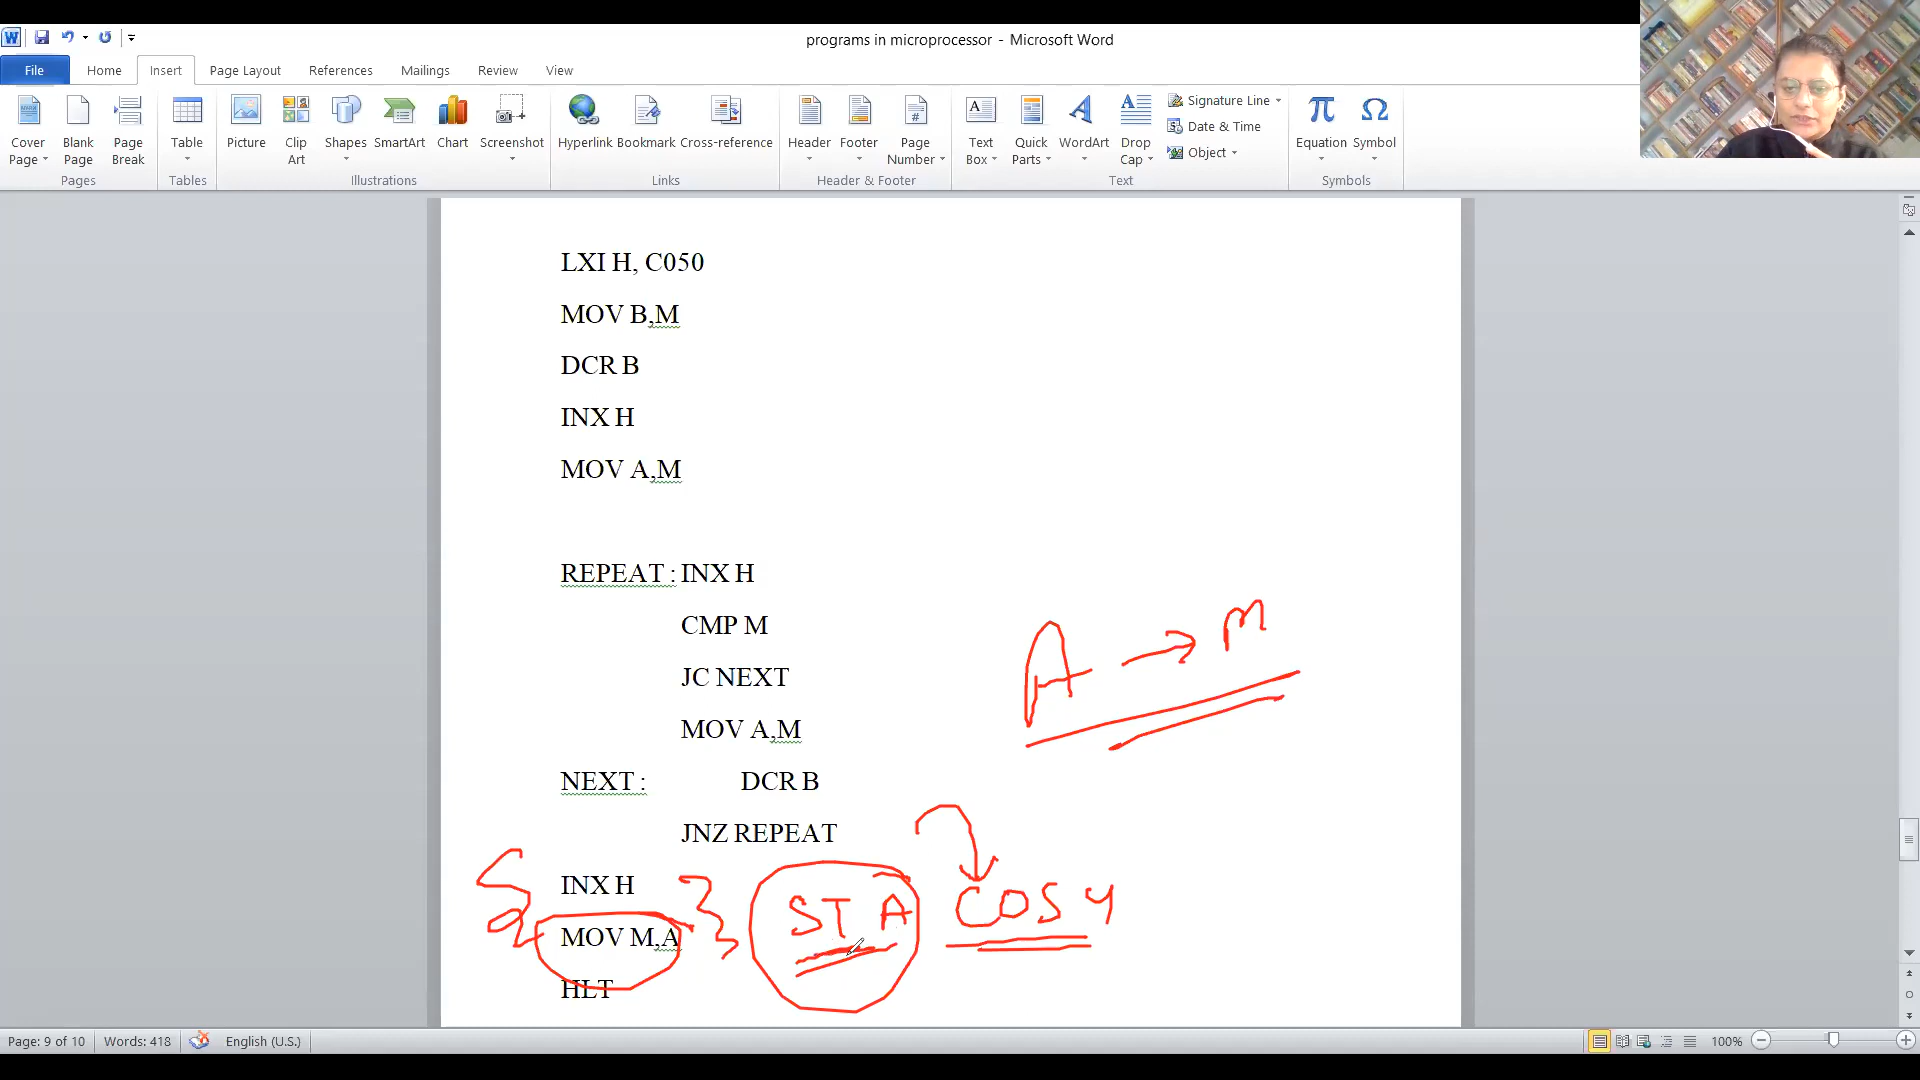 programs in microprocessor - Microsoft Word
File Home Insert Page Layout References Mailings Review View
Cover Page Blank Page Page Break Table Picture Clip Art Shapes SmartArt Chart Screenshot Hyperlink Bookmark Cross-reference Header Footer Page Number Text Box Quick Parts WordArt Drop Cap Signature Line Date & Time Object Equation Symbol
Pages Tables Illustrations Links Header & Footer Text Symbols
LXI H, C050
MOV B,M
DCR B
INX H
MOV A,M
REPEAT : INX H
CMP M
JC NEXT
A → M
MOV A,M
NEXT : DCR B
JNZ REPEAT
INX H
STA C054
MOV M,A
HLT
Page: 9 of 10 Words: 418 English (U.S.) 100%